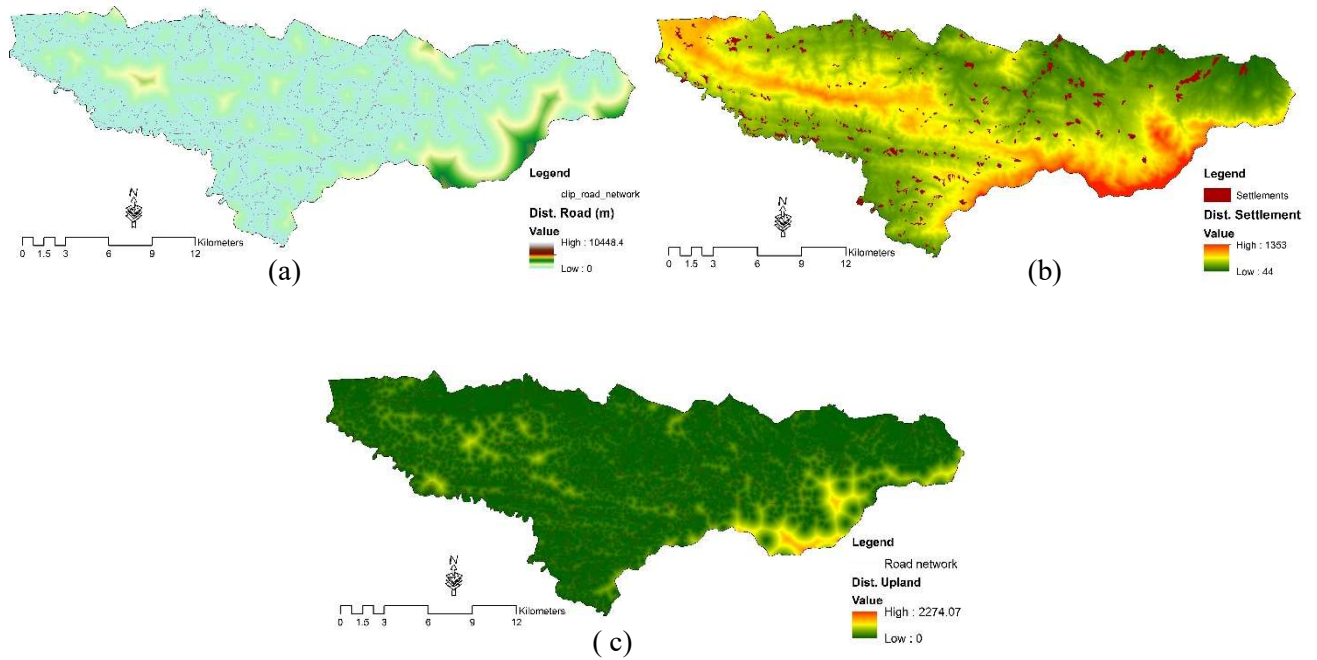 Legend
clip_road_network
Dist. Road (m)
Value
High : 10448.4
Low : 0
N
Kilometers
0 1.5 3 6 9 12
(a)
Legend
Settlements
Dist. Settlement
Value
High : 1353
Low : 44
N
Kilometers
0 1.5 3 6 9 12
(b)
Legend
Road network
Dist. Upland
Value
High : 2274.07
Low : 0
N
Kilometers
0 1.5 3 6 9 12
( c)